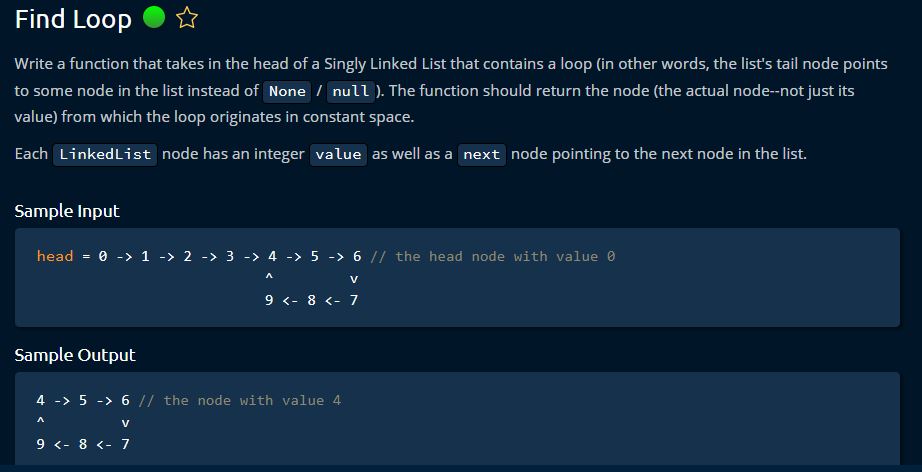 Find Loop
Write a function that takes in the head of a Singly Linked List that contains a loop (in other words, the list's tail node points
to some node in the list instead of None / null ). The function should return the node (the actual node--not just its
value) from which the loop originates in constant space.
Each LinkedList node has an integer value as well as a next node pointing to the next node in the list.
Sample Input
head = 0 -> 1 -> 2 -> 3 -> 4 -> 5 -> 6 // the head node with value 0
                           ^         v
                           9 <- 8 <- 7
Sample Output
4 -> 5 -> 6 // the node with value 4
^         v
9 <- 8 <- 7